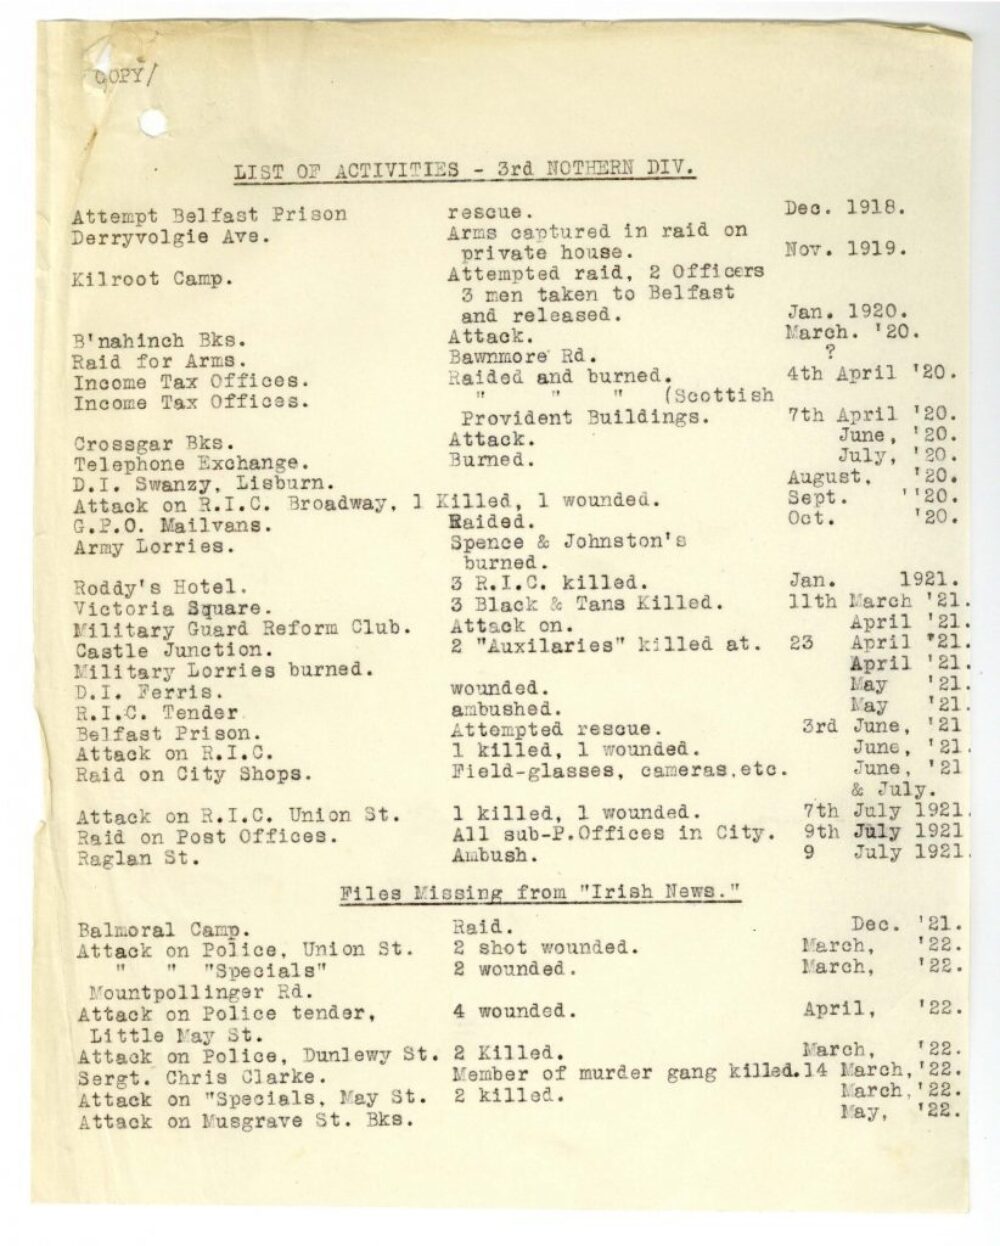 COPY/
LIST OF ACTIVITIES - 3rd NOTHERN DIV.
Attempt Belfast Prison rescue. Dec. 1918.
Derryvolgie Ave. Arms captured in raid on
private house. Nov. 1919.
Kilroot Camp. Attempted raid, 2 Officers
3 men taken to Belfast
and released. Jan. 1920.
B'nahinch Bks. Attack. March. '20.
Raid for Arms. Bawnmore Rd. ?
Income Tax Offices. Raided and burned. 4th April '20.
Income Tax Offices. " " " (Scottish
Provident Buildings. 7th April '20.
Crossgar Bks. Attack. June, '20.
Telephone Exchange. Burned. July, '20.
D.I. Swanzy, Lisburn. August, '20.
Attack on R.I.C. Broadway, 1 Killed, 1 wounded. Sept. ''20.
G.P.O. Mailvans. Raided. Oct. '20.
Army Lorries. Spence & Johnston's
burned.
Roddy's Hotel. 3 R.I.C. killed. Jan. 1921.
Victoria Square. 3 Black & Tans Killed. 11th March '21.
Military Guard Reform Club. Attack on. April '21.
Castle Junction. 2 "Auxilaries" killed at. 23 April '21.
Military Lorries burned. April '21.
D.I. Ferris. wounded. May '21.
R.I.C. Tender ambushed. May '21.
Belfast Prison. Attempted rescue. 3rd June, '21
Attack on R.I.C. 1 killed, 1 wounded. June, '21.
Raid on City Shops. Field-glasses, cameras,etc. June, '21
& July.
Attack on R.I.C. Union St. 1 killed, 1 wounded. 7th July 1921.
Raid on Post Offices. All sub-P.Offices in City. 9th July 1921
Raglan St. Ambush. 9 July 1921.
Files Missing from "Irish News."
Balmoral Camp. Raid. Dec. '21.
Attack on Police, Union St. 2 shot wounded. March, '22.
" " "Specials" 2 wounded. March, '22.
Mountpollinger Rd.
Attack on Police tender, 4 wounded. April, '22.
Little May St.
Attack on Police, Dunlewy St. 2 Killed. March, '22.
Sergt. Chris Clarke. Member of murder gang killed.14 March,'22.
Attack on "Specials, May St. 2 killed. March,'22.
Attack on Musgrave St. Bks. May, '22.